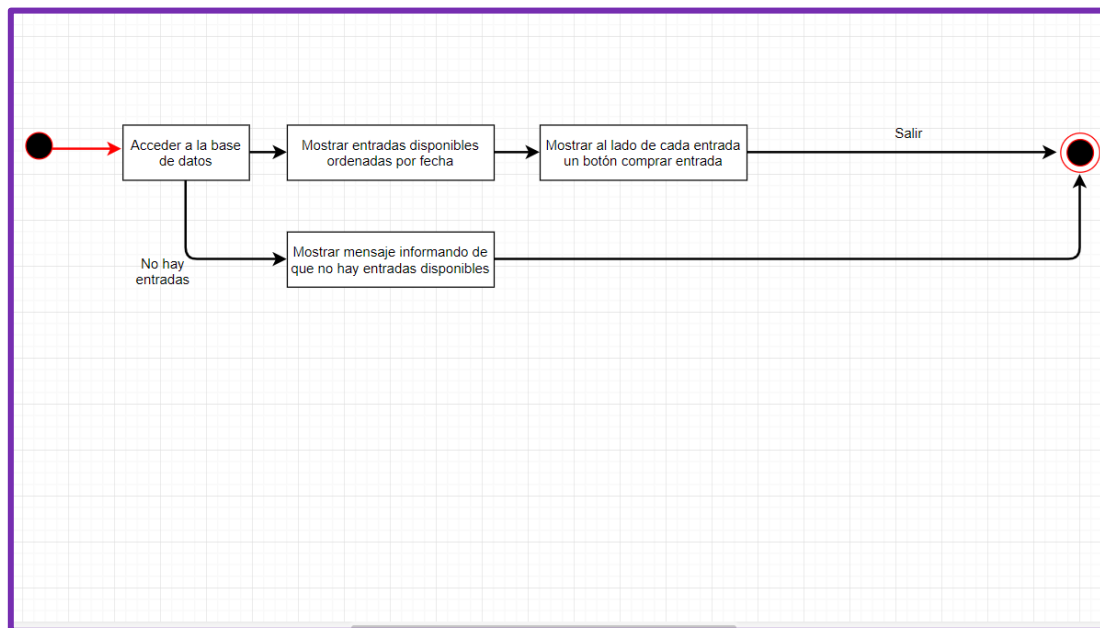 Acceder a la base
de datos
Mostrar entradas disponibles
ordenadas por fecha
Mostrar al lado de cada entrada
un botón comprar entrada
Salir
No hay
entradas
Mostrar mensaje informando de
que no hay entradas disponibles